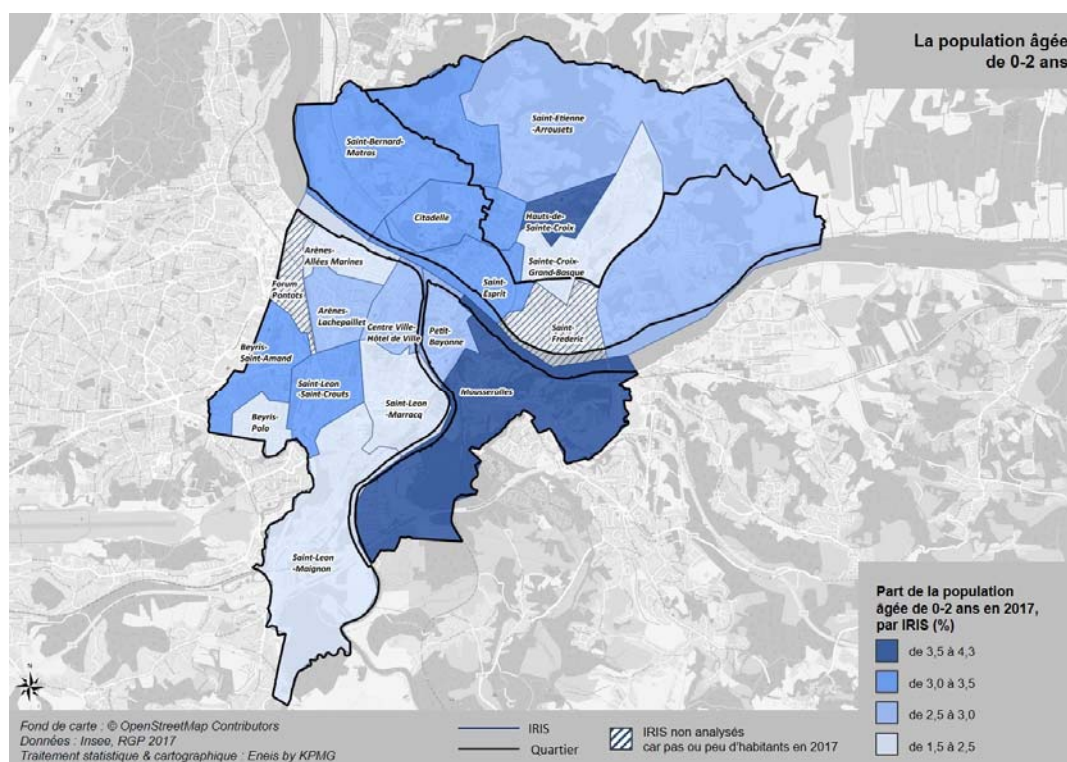 La population âgée
de 0-2 ans
Saint-Etienne
-Arrousets
Saint-Bernard-
Matras
Citadelle
Hauts-de-
Sainte-Croix
Arènes-
Allées Marines
Sainte-Croix-
Grand-Basque
Forum
Pontots
Saint-
Esprit
Arènes-
Lachepaillet
Centre Ville-
Hôtel de Ville
Petit-
Bayonne
Saint-
Frederic
Beyris-
Saint-Amand
Saint-Leon
-Saint-Crouts
Mousserolles
Beyris-
Polo
Saint-Leon
-Marracq
Saint-Leon
-Maignon
Part de la population
âgée de 0-2 ans en 2017,
par IRIS (%)
de 3,5 à 4,3
de 3,0 à 3,5
de 2,5 à 3,0
de 1,5 à 2,5
N
Fond de carte : © OpenStreetMap Contributors
Données : Insee, RGP 2017
Traitement statistique & cartographique : Eneis by KPMG
IRIS
Quartier
IRIS non analysés
car pas ou peu d'habitants en 2017